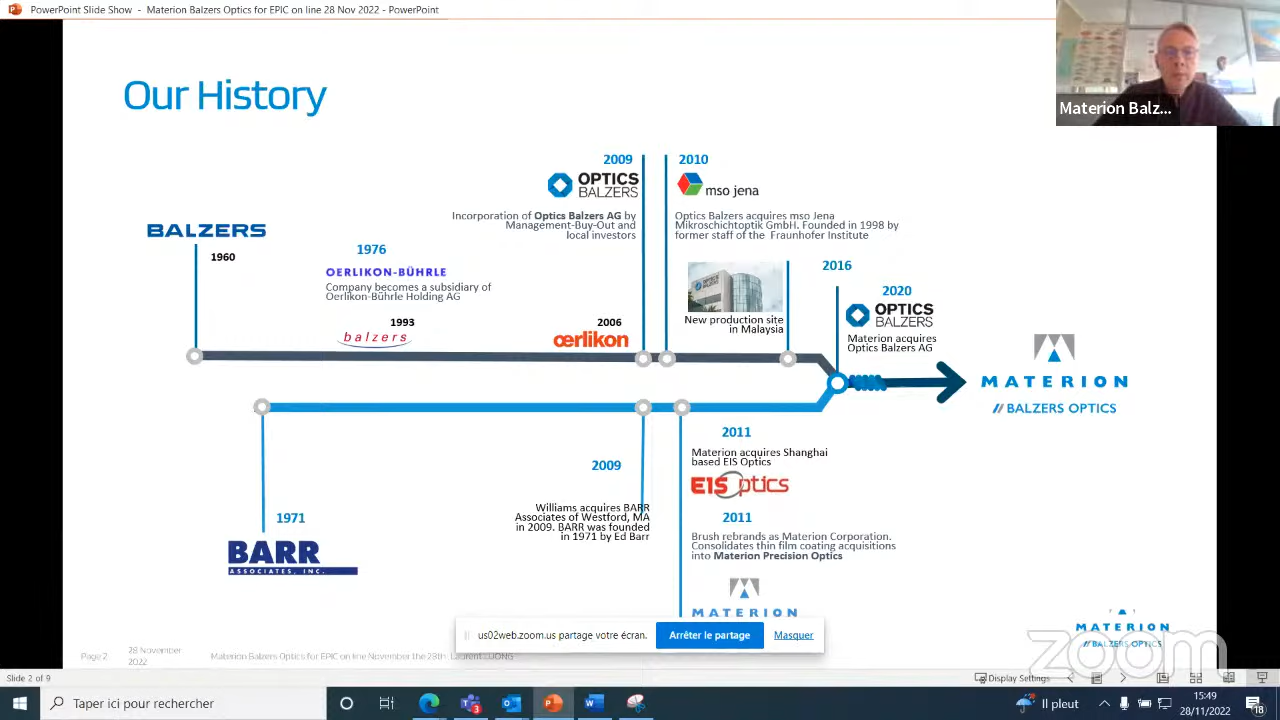 PowerPoint Slide Show - Materion Balzers Optics for EPIC on line 28 Nov 2022 - PowerPoint
Materion Balz...
Our History
2009
OPTICS
BALZERS
Incorporation of Optics Balzers AG by
Management-Buy-Out and
local investors
2010
mso jena
Optics Balzers acquires mso Jena
Mikroschichtoptik GmbH. Founded in 1998 by
former staff of the Fraunhofer Institute
BALZERS
1960
1976
OERLIKON-BÜHRLE
Company becomes a subsidiary of
Oerlikon-Bührle Holding AG
1993
balzers
2006
œrlikon
New production site
in Malaysia
2016
2020
OPTICS
BALZERS
Materion acquires
Optics Balzers AG
MATERION
// BALZERS OPTICS
1971
BARR
ASSOCIATES, INC.
2009
Williams acquires BARR
Associates of Westford, MA
in 2009. BARR was founded
in 1971 by Ed Barr
2011
Materion acquires Shanghai
based EIS Optics
EIS Optics
2011
Brush rebrands as Materion Corporation.
Consolidates thin film coating acquisitions
into Materion Precision Optics
MATERION
us02web.zoom.us partage votre écran.
Arrêter le partage
Masquer
MATERION
// BALZERS OPTICS
zoom
Page 2
28 November
2022
Materion Balzers Optics for EPIC on line November the 28th. Laurent CUONG
Slide 2 of 9
Display Settings
Taper ici pour rechercher
3
Il pleut
15:49
28/11/2022
18